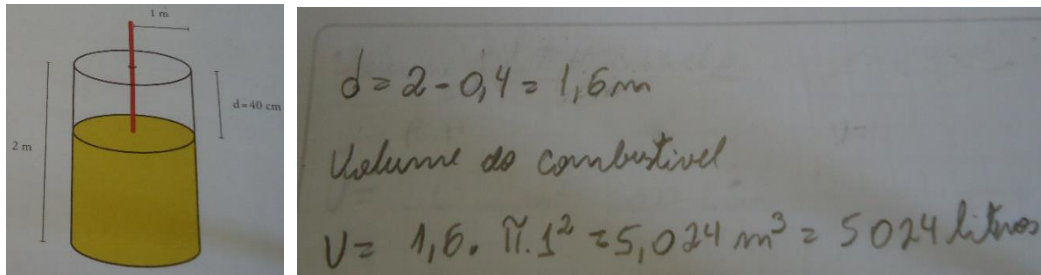 1 m
d = 40 cm
2 m
d = 2 - 0,4 = 1,6 m
Volume do combustivel
V = 1,6 . π . 1² = 5,024 m³ = 5024 litros